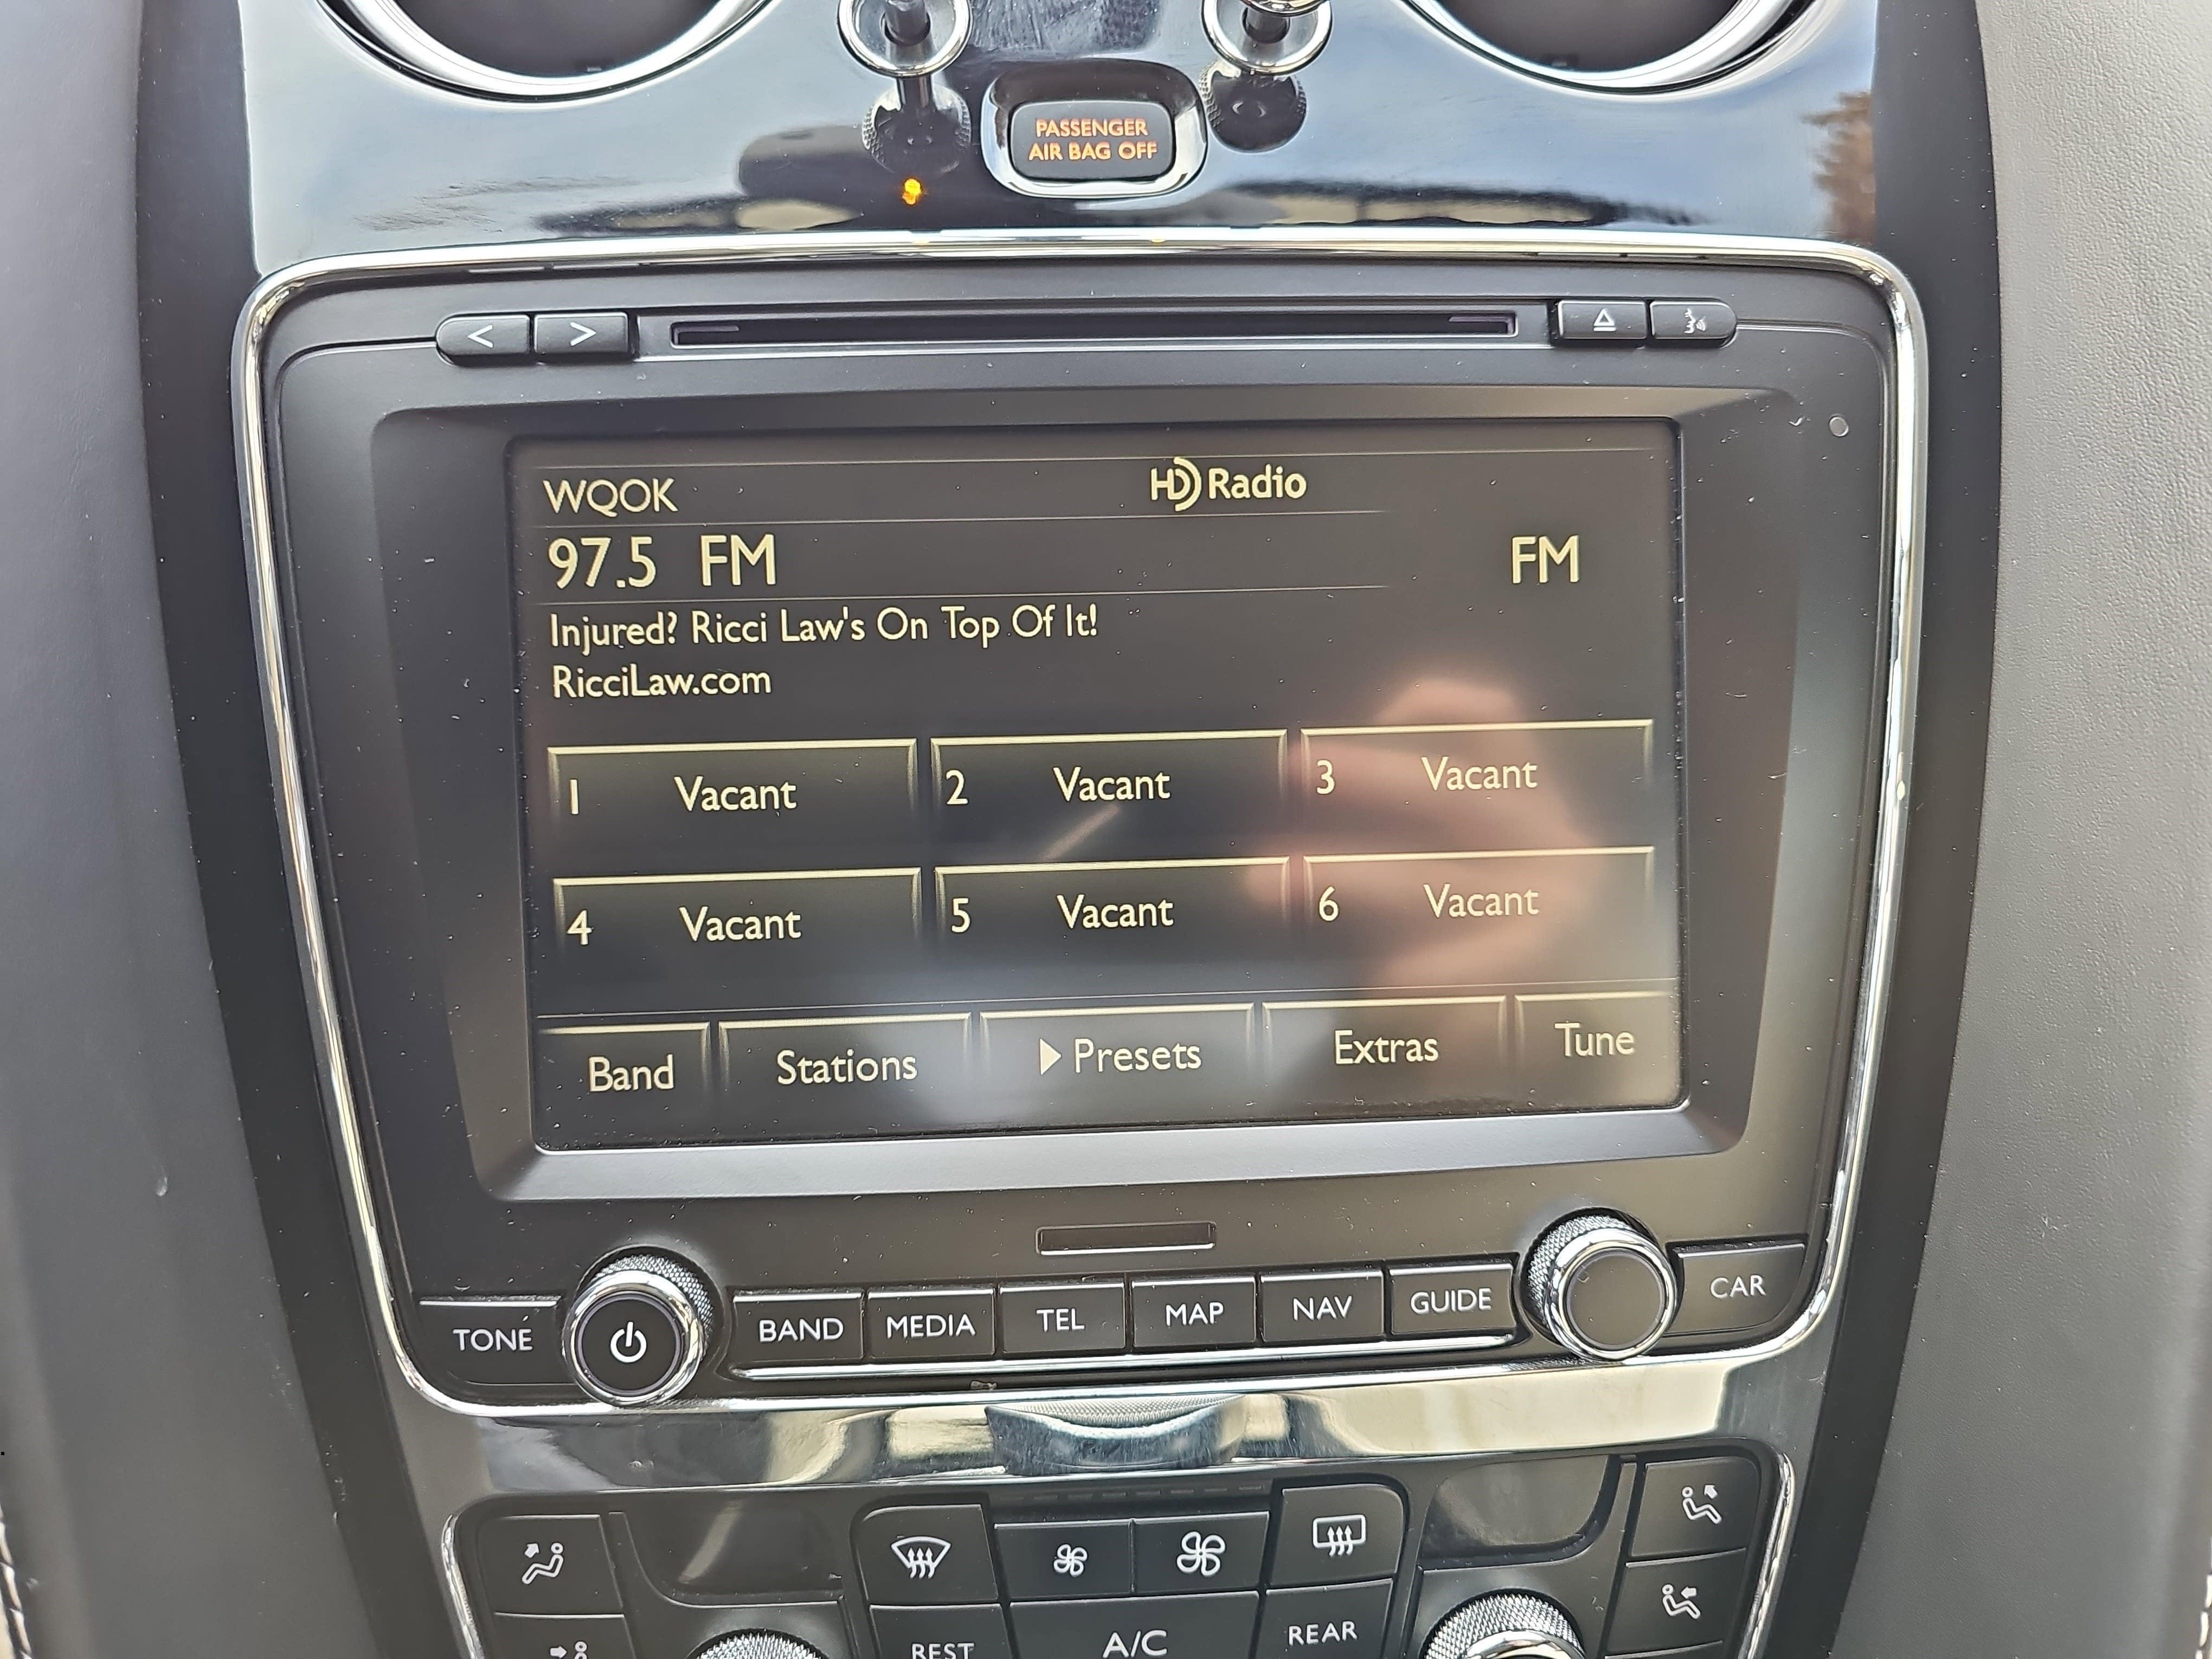 PASSENGER
AIR BAG OFF
< >
WQOK HD Radio
97.5 FM FM
Injured? Ricci Law's On Top Of It!
RicciLaw.com
1 Vacant 2 Vacant 3 Vacant
4 Vacant 5 Vacant 6 Vacant
Band Stations Presets Extras Tune
TONE BAND MEDIA TEL MAP NAV GUIDE CAR
REST A/C REAR